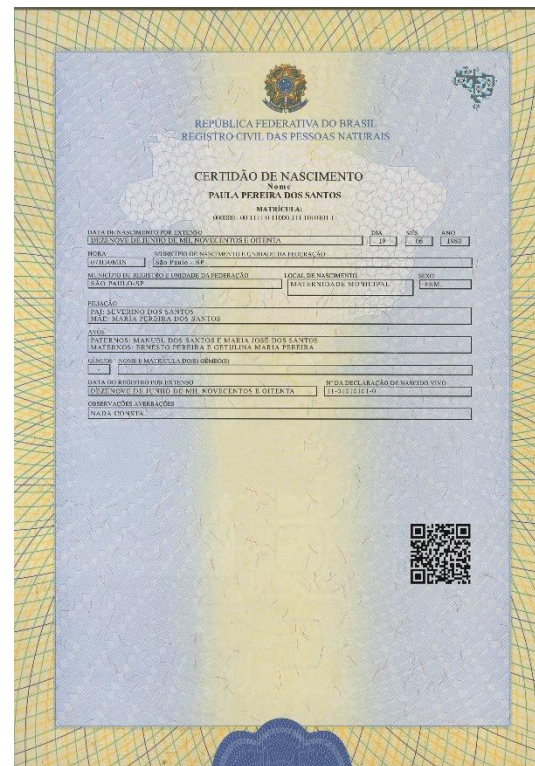 REPÚBLICA FEDERATIVA DO BRASIL
REGISTRO CIVIL DAS PESSOAS NATURAIS
CERTIDÃO DE NASCIMENTO
Nome
PAULA PEREIRA DOS SANTOS
MATRÍCULA:
DATA DE NASCIMENTO POR EXTENSO DIA MÊS ANO
DEZENOVE DE JUNHO DE MIL NOVECENTOS E OITENTA 19 06 1980
HORA MUNICÍPIO DE NASCIMENTO E UNIDADE DA FEDERAÇÃO
07H30MIN São Paulo - SP
MUNICÍPIO DE REGISTRO E UNIDADE DA FEDERAÇÃO LOCAL DE NASCIMENTO SEXO
SÃO PAULO-SP MATERNIDADE MUNICIPAL FEM.
FILIAÇÃO
PAI: SEVERINO DOS SANTOS
MÃE: MARIA PEREIRA DOS SANTOS
AVÓS
PATERNOS: MANUEL DOS SANTOS E MARIA JOSÉ DOS SANTOS
MATERNOS: ERNESTO PEREIRA E GETULINA MARIA PEREIRA
GÊMEOS NOME E MATRÍCULA DO(S) GÊMEO(S)
-
DATA DO REGISTRO POR EXTENSO Nº DA DECLARAÇÃO DE NASCIDO VIVO
DEZENOVE DE JUNHO DE MIL NOVECENTOS E OITENTA 11-01010101-0
OBSERVAÇÕES AVERBAÇÕES
NADA CONSTA.